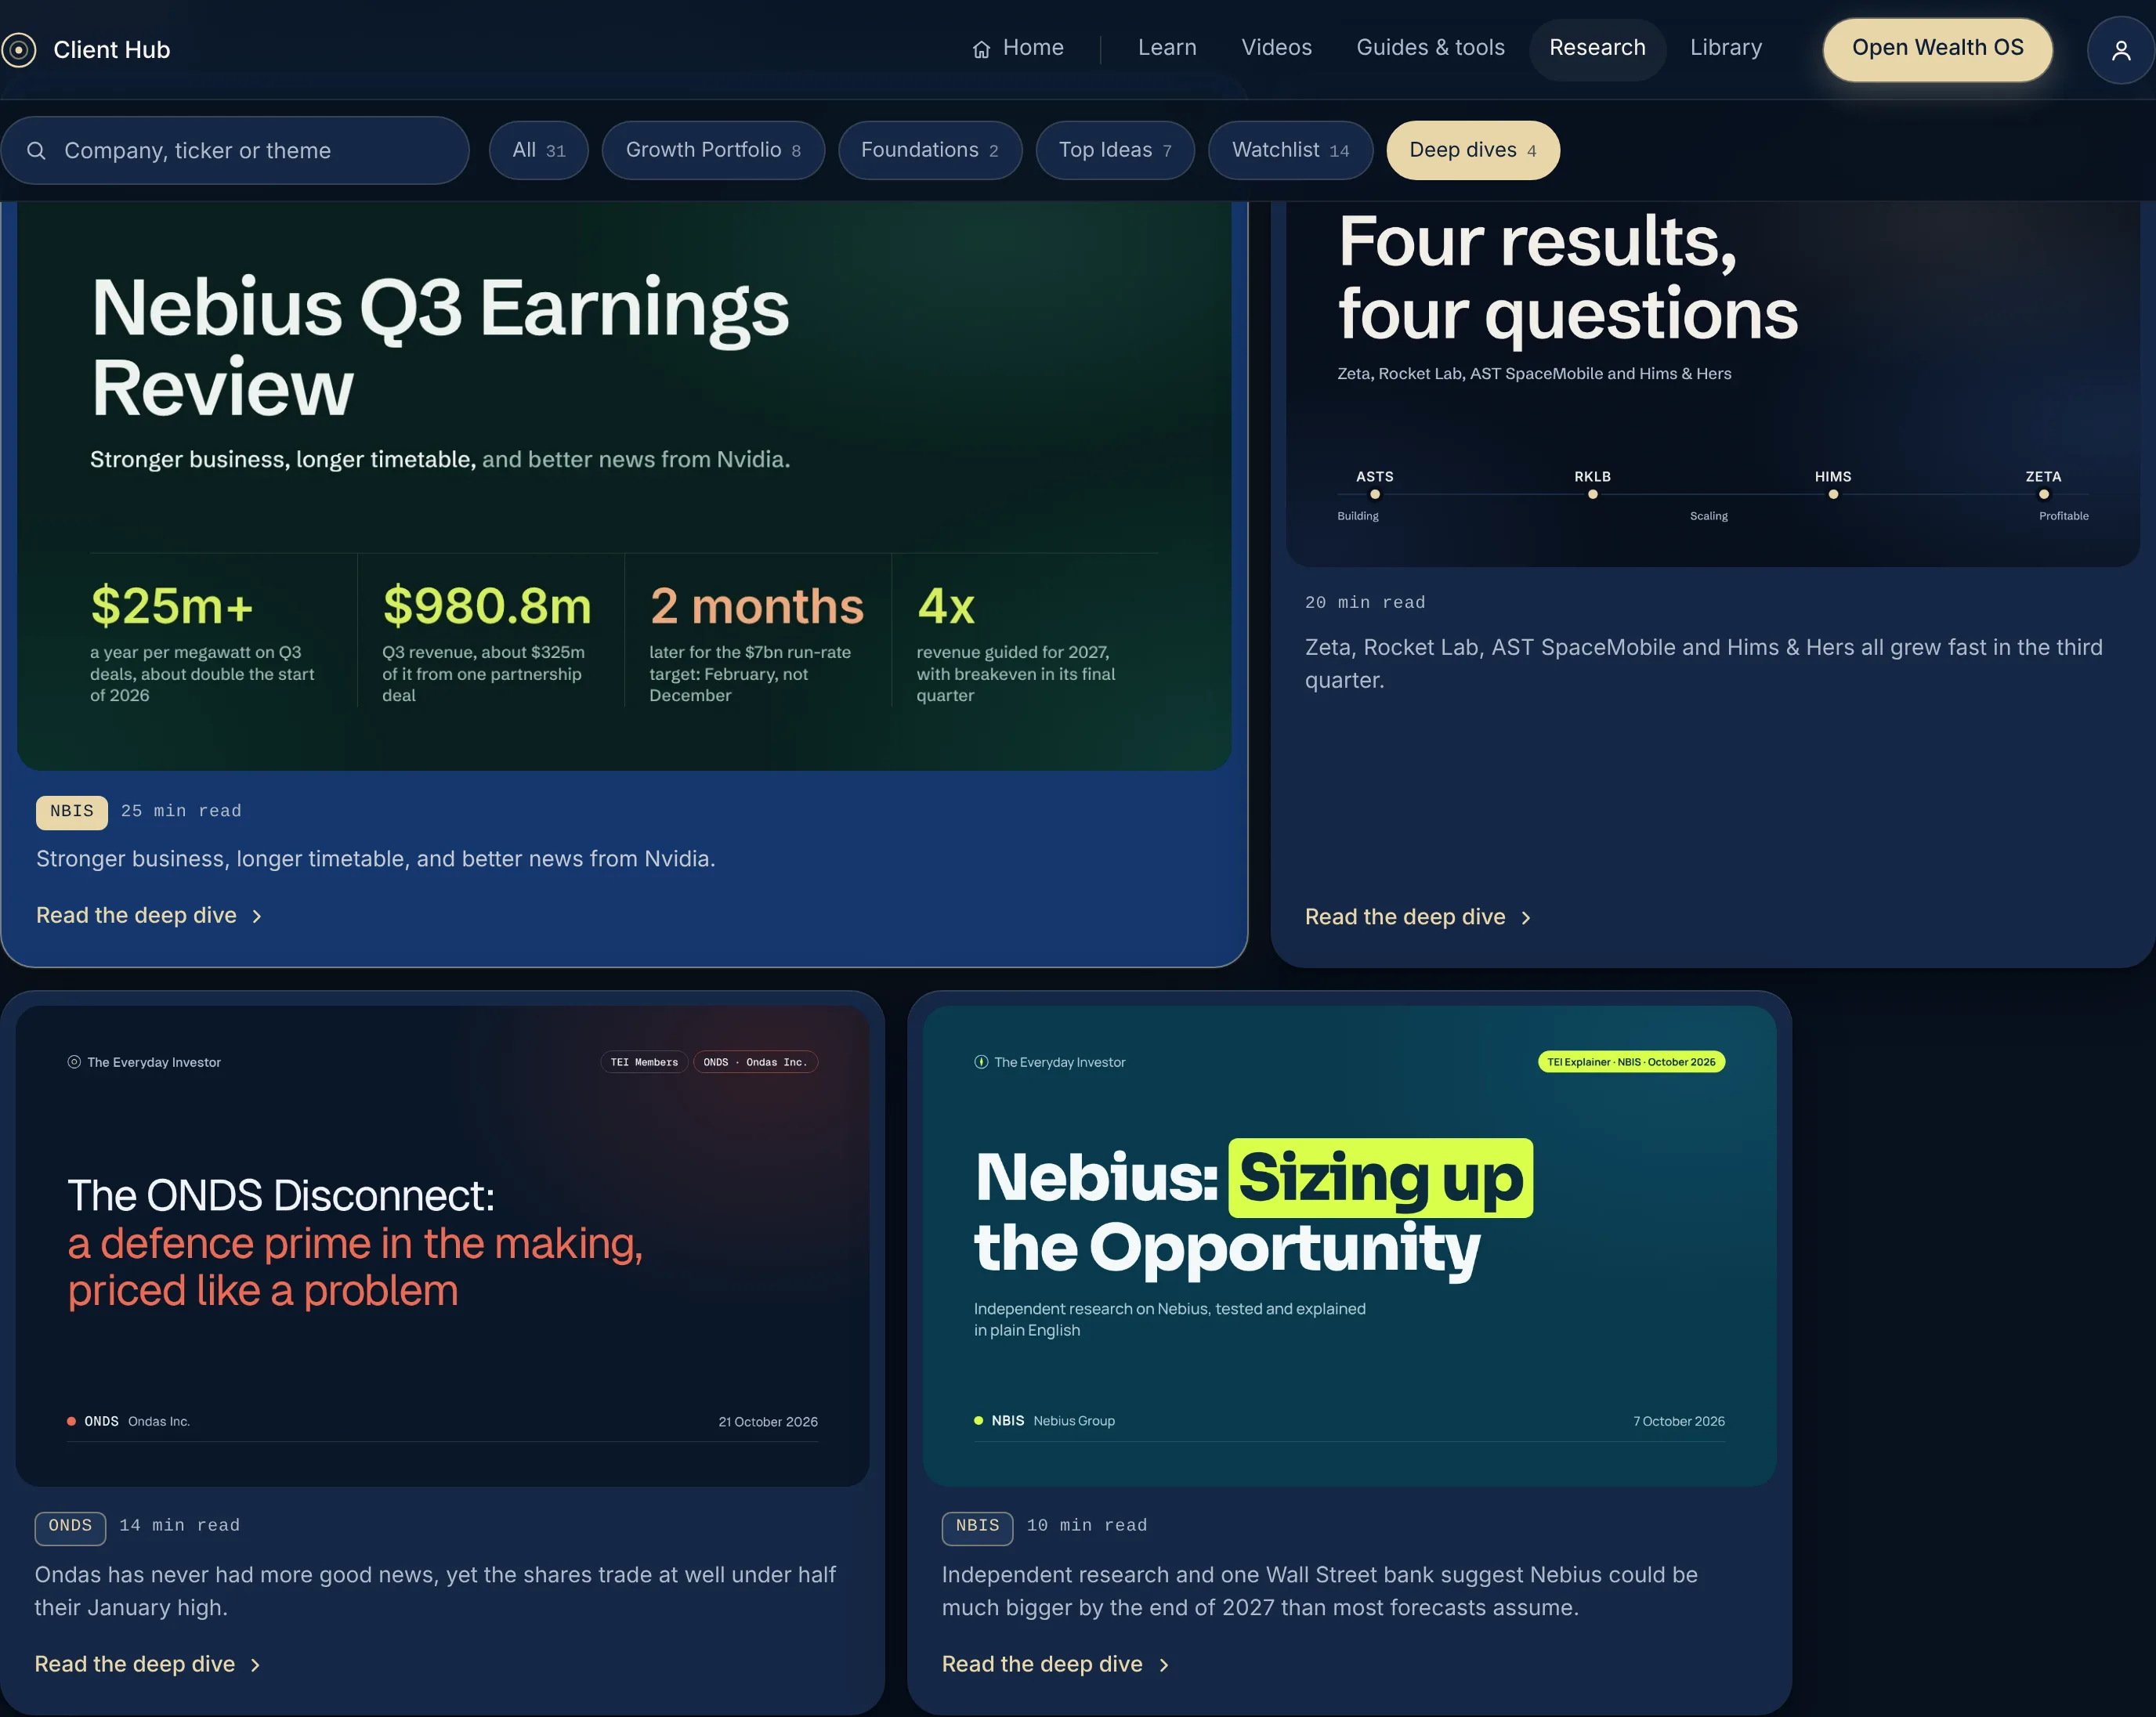 Client Hub
Home
Learn
Videos
Guides & tools
Research
Library
Open Wealth OS
Company, ticker or theme
All 31
Growth Portfolio 8
Foundations 2
Top Ideas 7
Watchlist 14
Deep dives 4
Nebius Q3 Earnings
Review
Stronger business, longer timetable, and better news from Nvidia.
$25m+
a year per megawatt on Q3
deals, about double the start
of 2026
$980.8m
Q3 revenue, about $325m
of it from one partnership
deal
2 months
later for the $7bn run-rate
target: February, not
December
4x
revenue guided for 2027,
with breakeven in its final
quarter
NBIS 25 min read
Stronger business, longer timetable, and better news from Nvidia.
Read the deep dive
Four results,
four questions
Zeta, Rocket Lab, AST SpaceMobile and Hims & Hers
ASTS
RKLB
HIMS
ZETA
Building
Scaling
Profitable
20 min read
Zeta, Rocket Lab, AST SpaceMobile and Hims & Hers all grew fast in the third
quarter.
Read the deep dive
The Everyday Investor
TEI Members
ONDS · Ondas Inc.
The ONDS Disconnect:
a defence prime in the making,
priced like a problem
ONDS Ondas Inc.
21 October 2026
ONDS 14 min read
Ondas has never had more good news, yet the shares trade at well under half
their January high.
Read the deep dive
The Everyday Investor
TEI Explainer · NBIS · October 2026
Nebius: Sizing up
the Opportunity
Independent research on Nebius, tested and explained
in plain English
NBIS Nebius Group
7 October 2026
NBIS 10 min read
Independent research and one Wall Street bank suggest Nebius could be
much bigger by the end of 2027 than most forecasts assume.
Read the deep dive